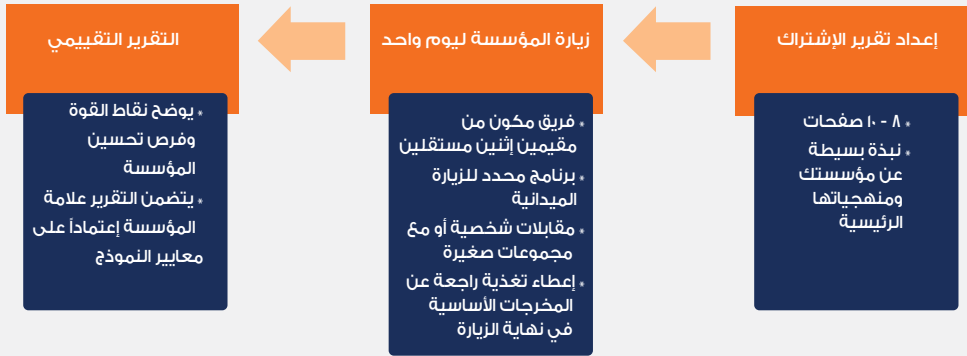 إعداد تقرير الإشتراك
* ٨ - ١٠ صفحات
* نبذة بسيطة
عن مؤسستك
ومنهجياتها
الرئيسية
زيارة المؤسسة ليوم واحد
* فريق مكون من
مقيمين إثنين مستقلين
* برنامج محدد للزيارة
الميدانية
* مقابلات شخصية أو مع
مجموعات صغيرة
* إعطاء تغذية راجعة عن
المخرجات الأساسية
في نهاية الزيارة
التقرير التقييمي
* يوضح نقاط القوة
وفرص تحسين
المؤسسة
* يتضمن التقرير علامة
المؤسسة إعتماداً على
معايير النموذج